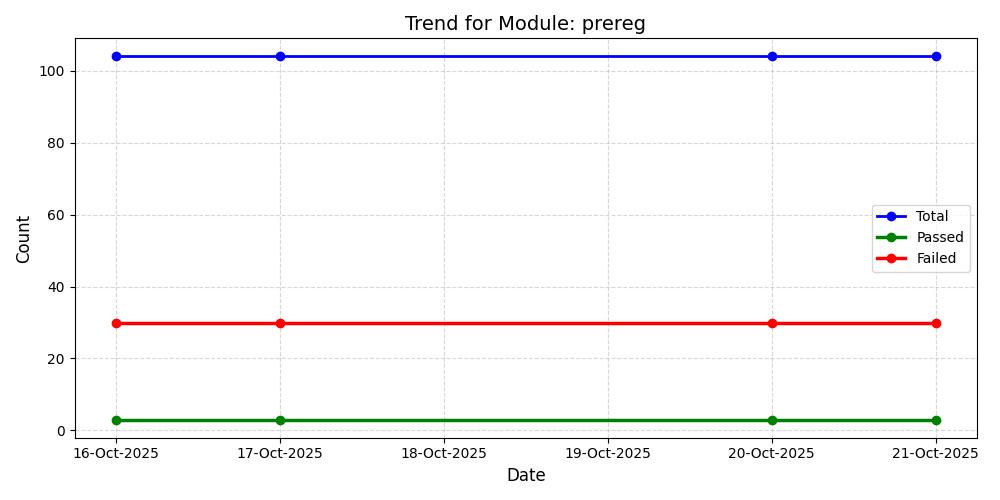 Trend for Module: prereg
Count
100
80
60
40
20
0
Total
Passed
Failed
16-Oct-2025
17-Oct-2025
18-Oct-2025
19-Oct-2025
20-Oct-2025
21-Oct-2025
Date